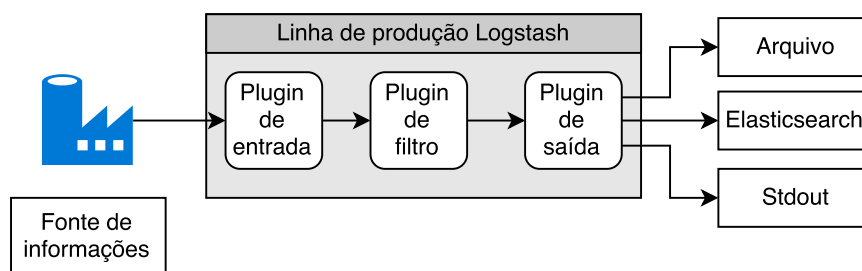 Linha de produção Logstash
Plugin
de
entrada
Plugin
de
filtro
Plugin
de
saída
Arquivo
Elasticsearch
Stdout
Fonte de
informações